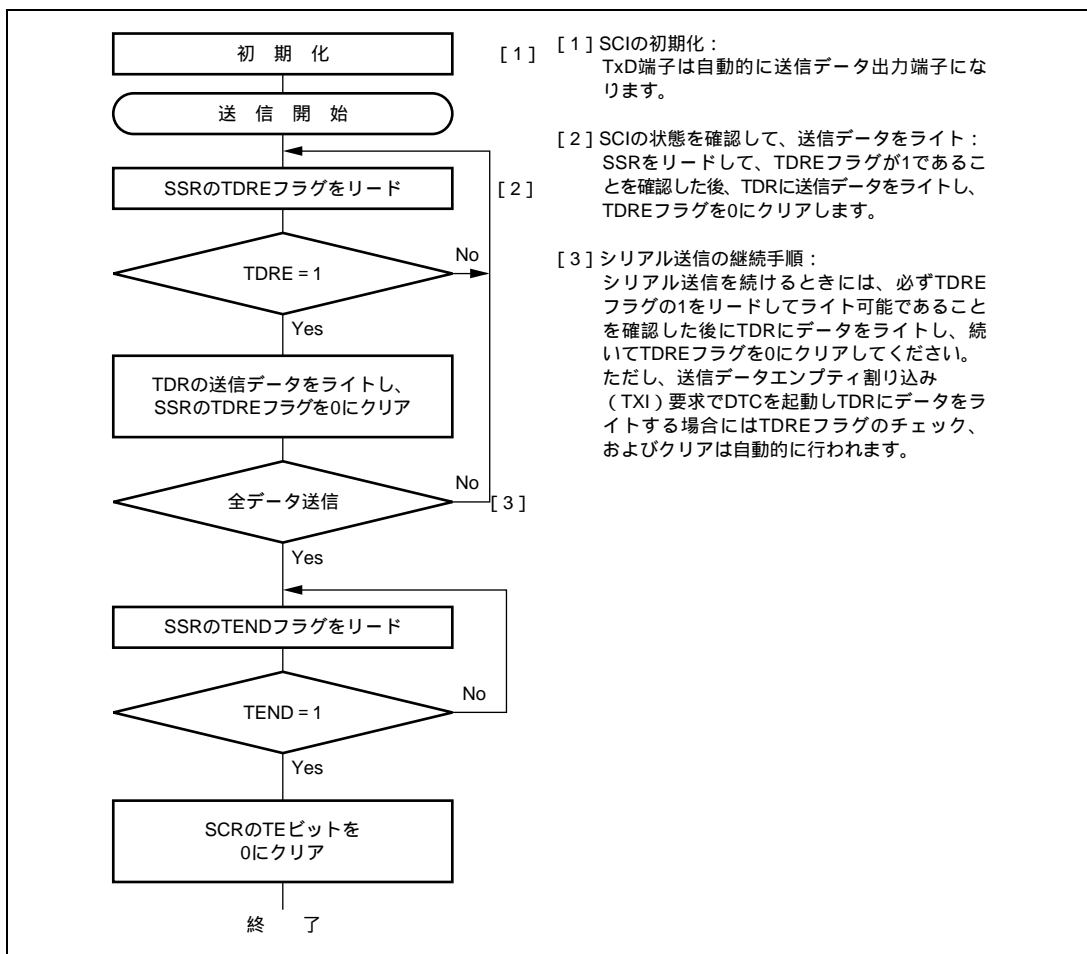 初 期 化 [1]
送 信 開 始
SSRのTDREフラグをリード [2]
TDRE = 1
No
Yes
TDRの送信データをライトし、
SSRのTDREフラグを0にクリア
全データ送信
No
[3]
Yes
SSRのTENDフラグをリード
TEND = 1
No
Yes
SCRのTEビットを
0にクリア
終 了
[1] SCIの初期化：
TxD端子は自動的に送信データ出力端子にな
ります。
[2] SCIの状態を確認して、送信データをライト：
SSRをリードして、TDREフラグが1であるこ
とを確認した後、TDRに送信データをライトし、
TDREフラグを0にクリアします。
[3] シリアル送信の継続手順：
シリアル送信を続けるときには、必ずTDRE
フラグの1をリードしてライト可能であること
を確認した後にTDRにデータをライトし、続
いてTDREフラグを0にクリアしてください。
ただし、送信データエンプティ割り込み
（TXI）要求でDTCを起動しTDRにデータをラ
イトする場合にはTDREフラグのチェック、
およびクリアは自動的に行われます。